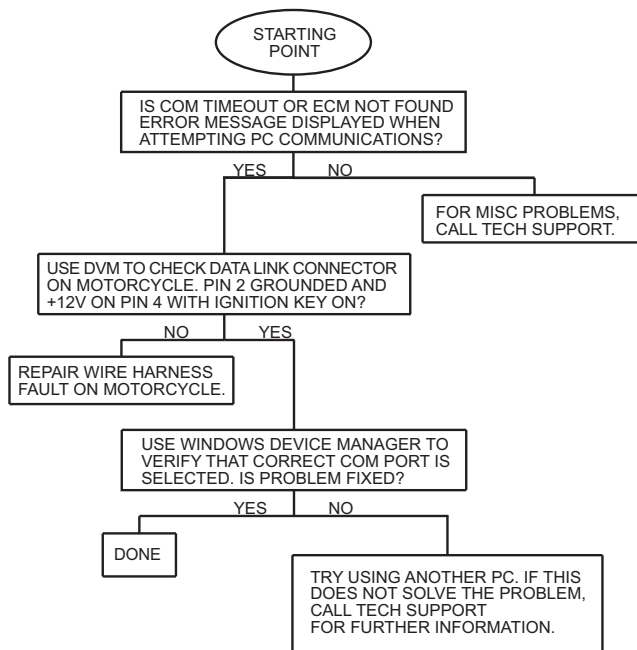 STARTING
POINT
IS COM TIMEOUT OR ECM NOT FOUND
ERROR MESSAGE DISPLAYED WHEN
ATTEMPTING PC COMMUNICATIONS?
YES
NO
FOR MISC PROBLEMS,
CALL TECH SUPPORT.
USE DVM TO CHECK DATA LINK CONNECTOR
ON MOTORCYCLE. PIN 2 GROUNDED AND
+12V ON PIN 4 WITH IGNITION KEY ON?
NO
YES
REPAIR WIRE HARNESS
FAULT ON MOTORCYCLE.
USE WINDOWS DEVICE MANAGER TO
VERIFY THAT CORRECT COM PORT IS
SELECTED. IS PROBLEM FIXED?
YES
NO
DONE
TRY USING ANOTHER PC. IF THIS
DOES NOT SOLVE THE PROBLEM,
CALL TECH SUPPORT
FOR FURTHER INFORMATION.